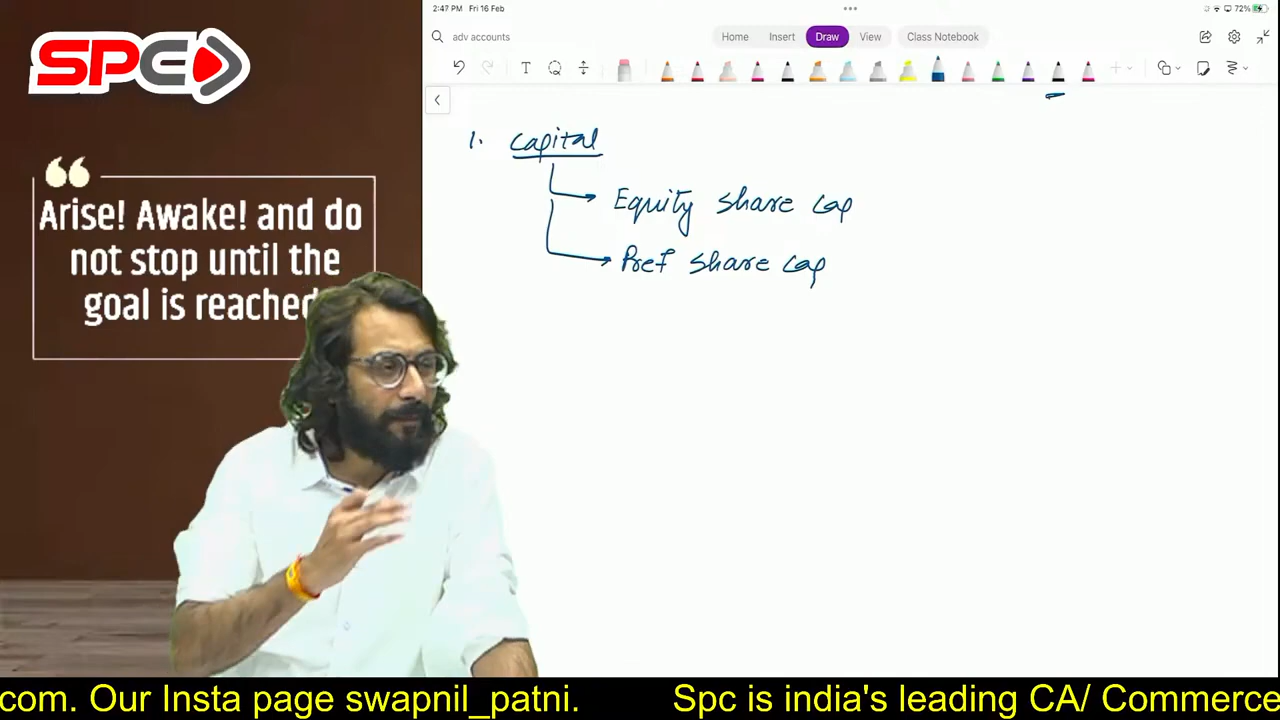 2:47 PM Fri 16 Feb
72%
adv accounts
Home Insert Draw View Class Notebook
SPC
“
Arise! Awake! and do
not stop until the
goal is reached
1. Capital
Equity share cap
Pref share cap
com. Our Insta page swapnil_patni. Spc is india's leading CA/ Commerce